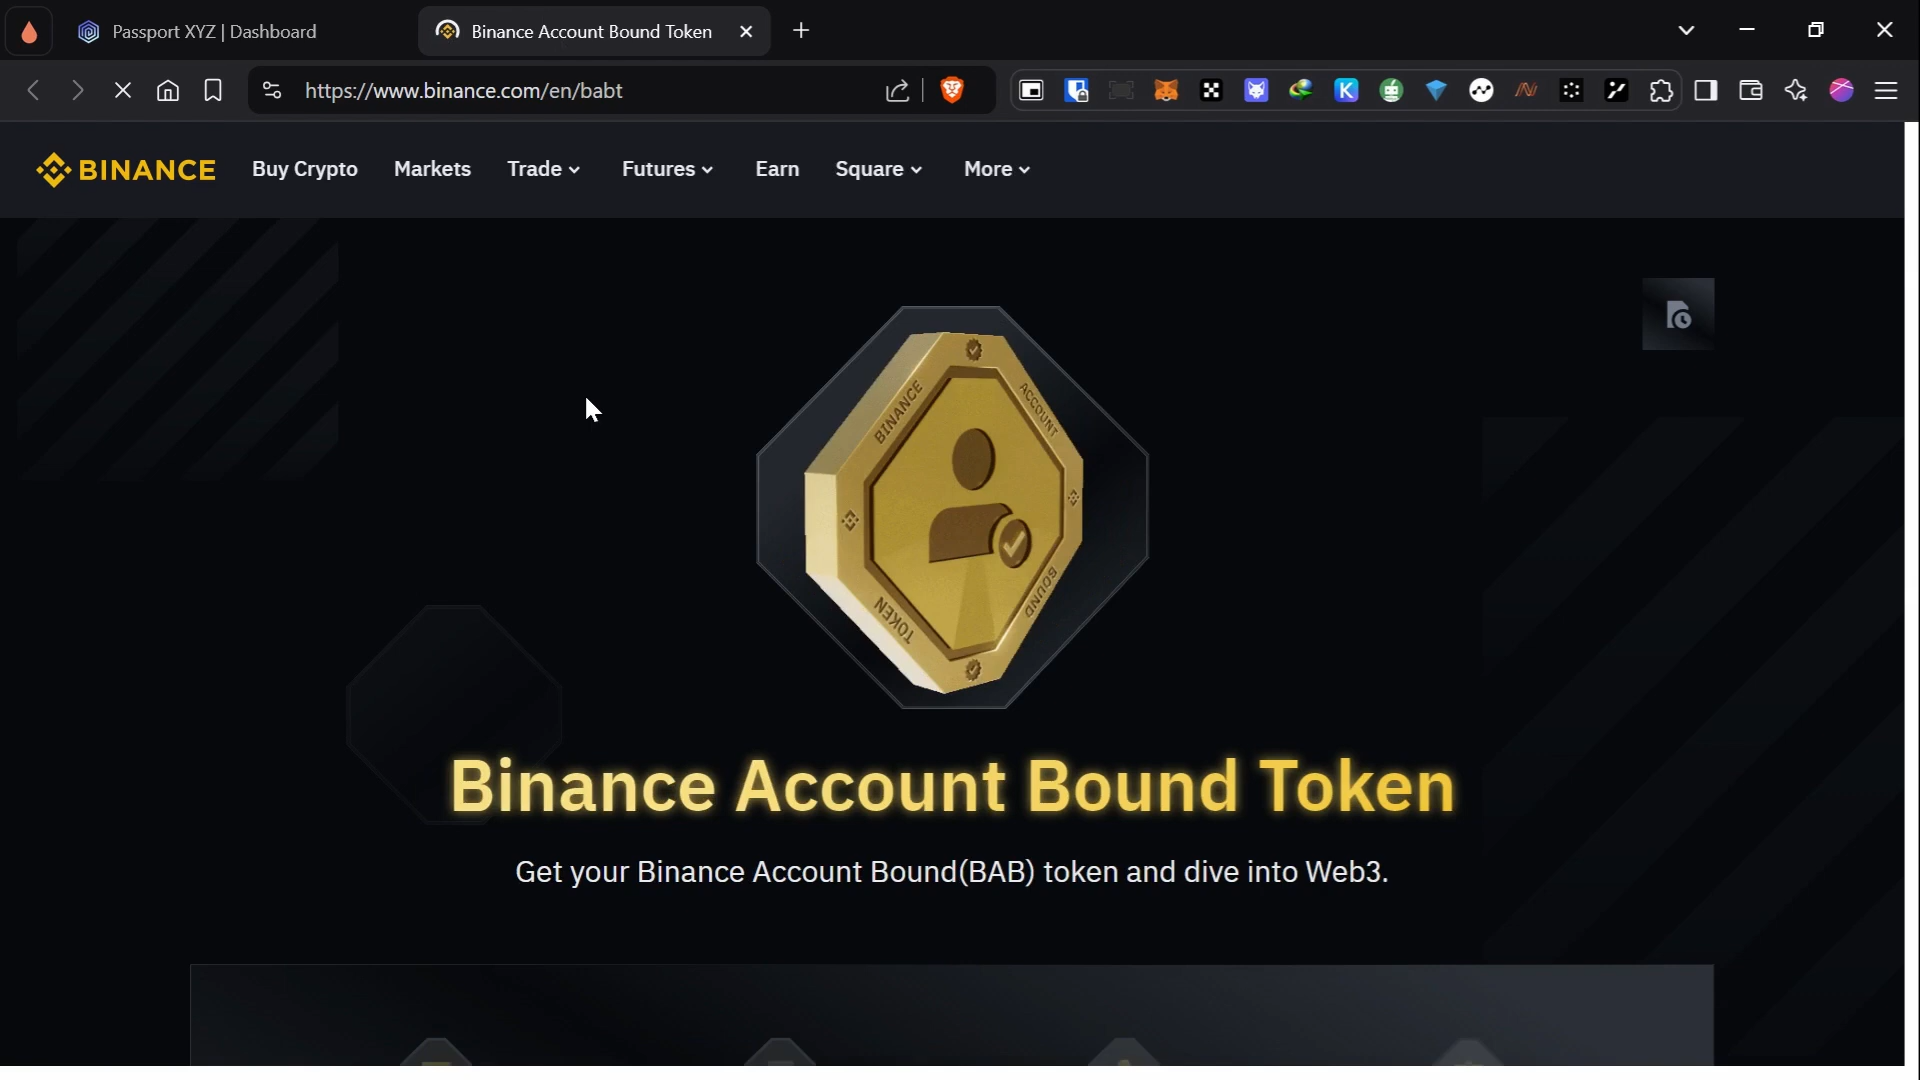 Passport XYZ | Dashboard
Binance Account Bound Token
https://www.binance.com/en/babt
BINANCE
Buy Crypto
Markets
Trade
Futures
Earn
Square
More
BINANCE
ACCOUNT
BOUND
TOKEN
Binance Account Bound Token
Get your Binance Account Bound(BAB) token and dive into Web3.